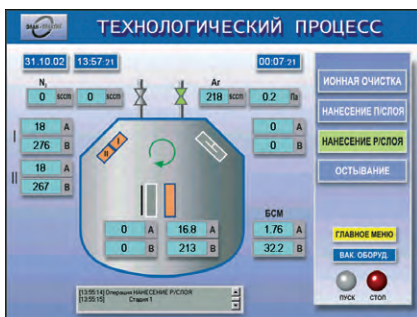 ЭЛАН-ПРАКТИК
ТЕХНОЛОГИЧЕСКИЙ ПРОЦЕСС
31.10.02 13:57:21 00:07:21
N₂ Ar
0 sccm 0 sccm 218 sccm 0.2 Па
ИОННАЯ ОЧИСТКА
НАНЕСЕНИЕ П/СЛОЯ
НАНЕСЕНИЕ Р/СЛОЯ
ОСТЫВАНИЕ
I 18 А
276 В
II 18 А
267 В
II I
0 А
0 В
0 16.8 А
0 213 В
БСМ
1.76 А
32.2 В
ГЛАВНОЕ МЕНЮ
ВАК. ОБОРУД.
ПУСК СТОП
[13:55:14] Операция НАНЕСЕНИЕ Р/СЛОЯ
[13:55:15] Стадия 1